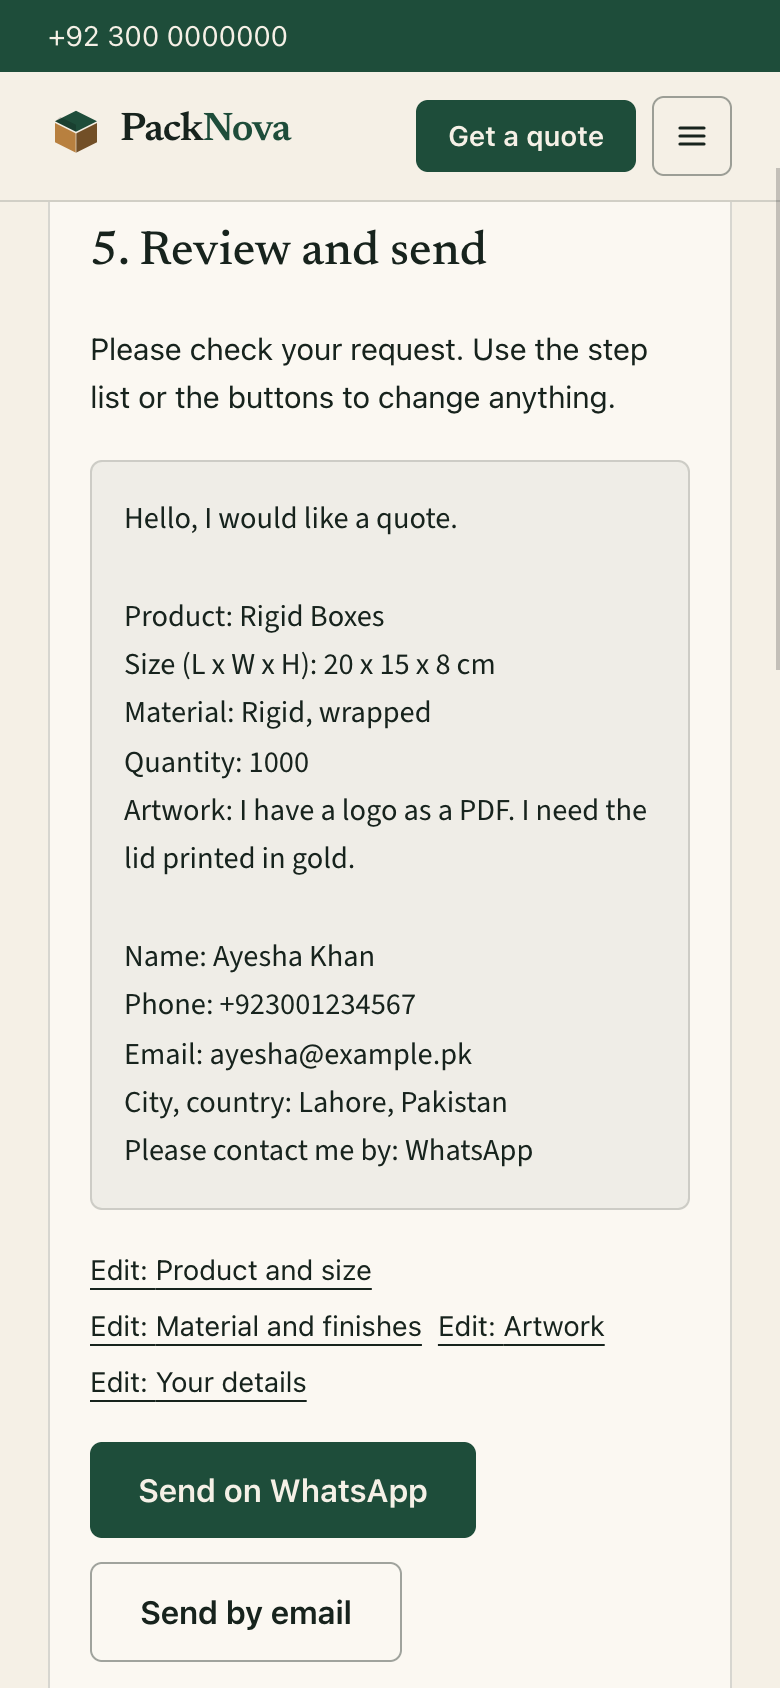 +92 300 0000000
PackNova
Get a quote
5. Review and send
Please check your request. Use the step
list or the buttons to change anything.
Hello, I would like a quote.
Product: Rigid Boxes
Size (L x W x H): 20 x 15 x 8 cm
Material: Rigid, wrapped
Quantity: 1000
Artwork: I have a logo as a PDF. I need the
lid printed in gold.
Name: Ayesha Khan
Phone: +923001234567
Email: ayesha@example.pk
City, country: Lahore, Pakistan
Please contact me by: WhatsApp
Edit: Product and size
Edit: Material and finishes Edit: Artwork
Edit: Your details
Send on WhatsApp
Send by email